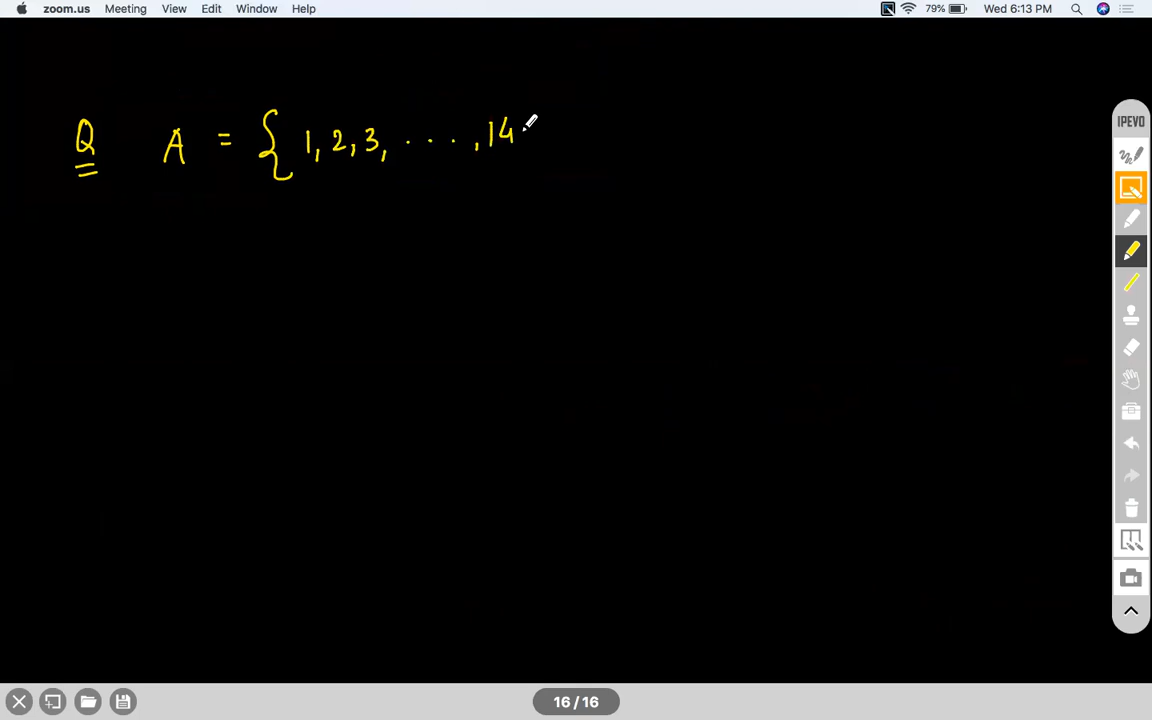 zoom.us Meeting View Edit Window Help 79% Wed 6:13 PM
Q A = { 1, 2, 3, . . . . , 14
IPEVO
16 / 16